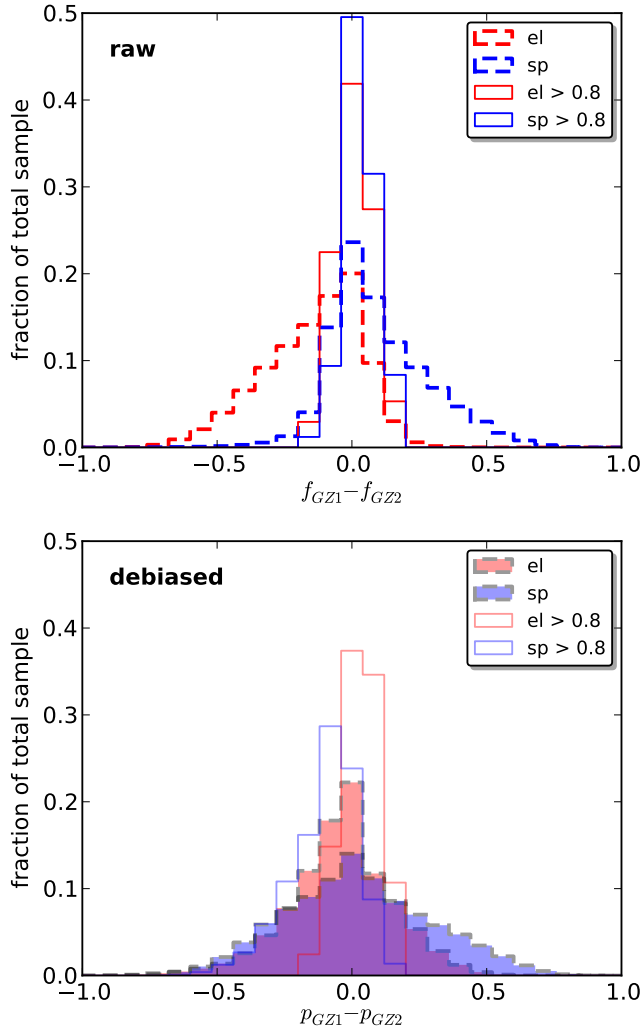 raw
el
sp
el > 0.8
sp > 0.8
fraction of total sample
0.5
0.4
0.3
0.2
0.1
0.0
−1.0 −0.5 0.0 0.5 1.0
f_GZ1 − f_GZ2
debiased
el
sp
el > 0.8
sp > 0.8
fraction of total sample
0.5
0.4
0.3
0.2
0.1
0.0
−1.0 −0.5 0.0 0.5 1.0
p_GZ1 − p_GZ2